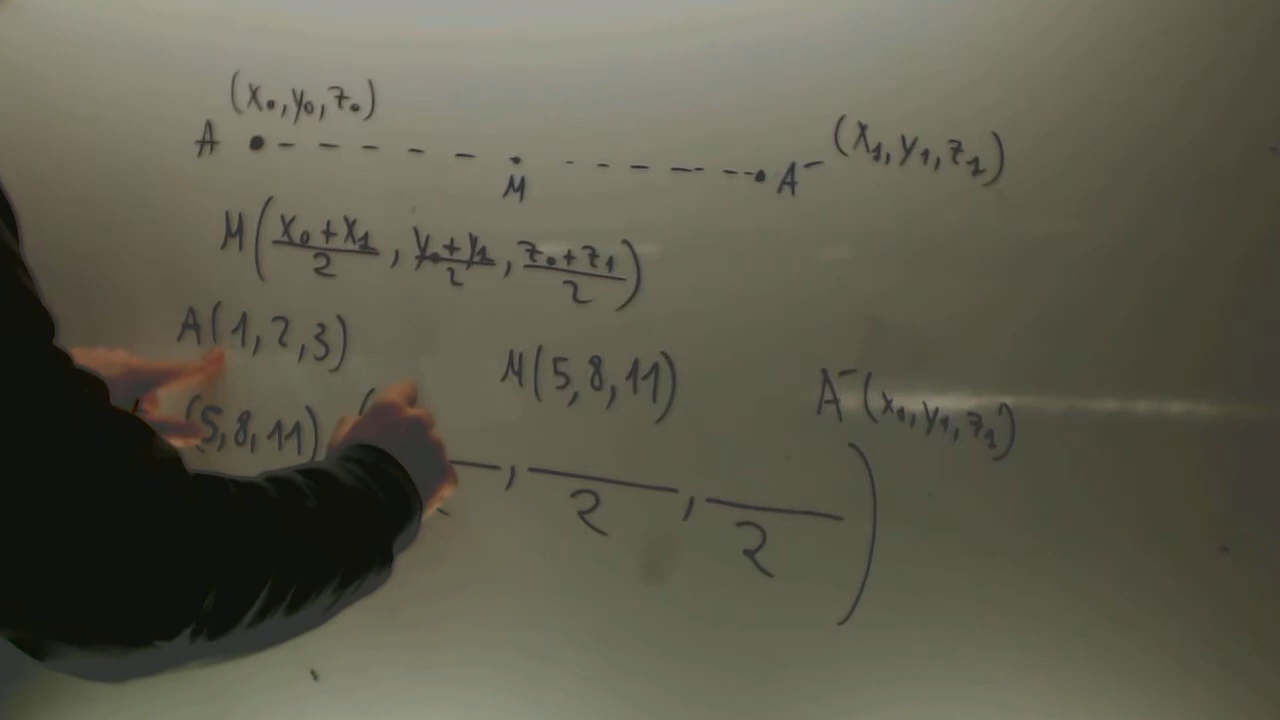 (x₀, y₀, z₀)
A M A⁻ (x₁, y₁, z₁)
M( (x₀+x₁)/2 , (y₀+y₁)/2 , (z₀+z₁)/2 )
A(1, 2, 3) M(5, 8, 11) A⁻(x₁, y₁, z₁)
(5, 8, 11) ( , /2 , /2 )